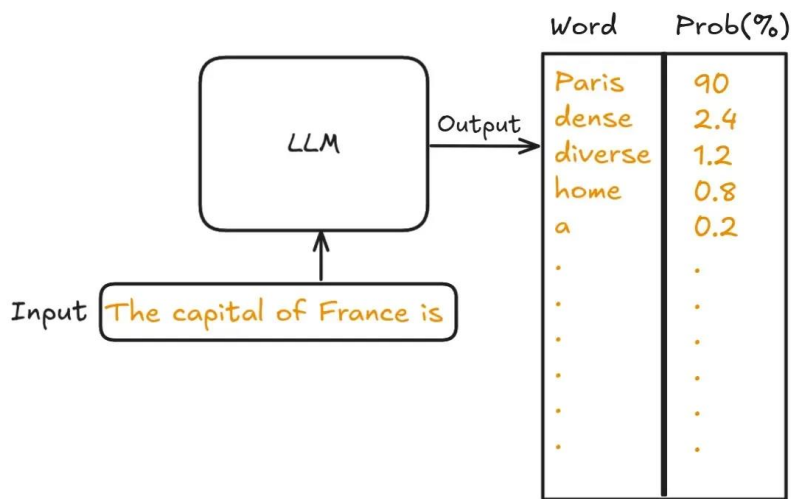 Word Prob(%)
Paris 90
dense 2.4
diverse 1.2
home 0.8
a 0.2
. .
. .
. .
. .
. .
. .
LLM
Output
Input The capital of France is